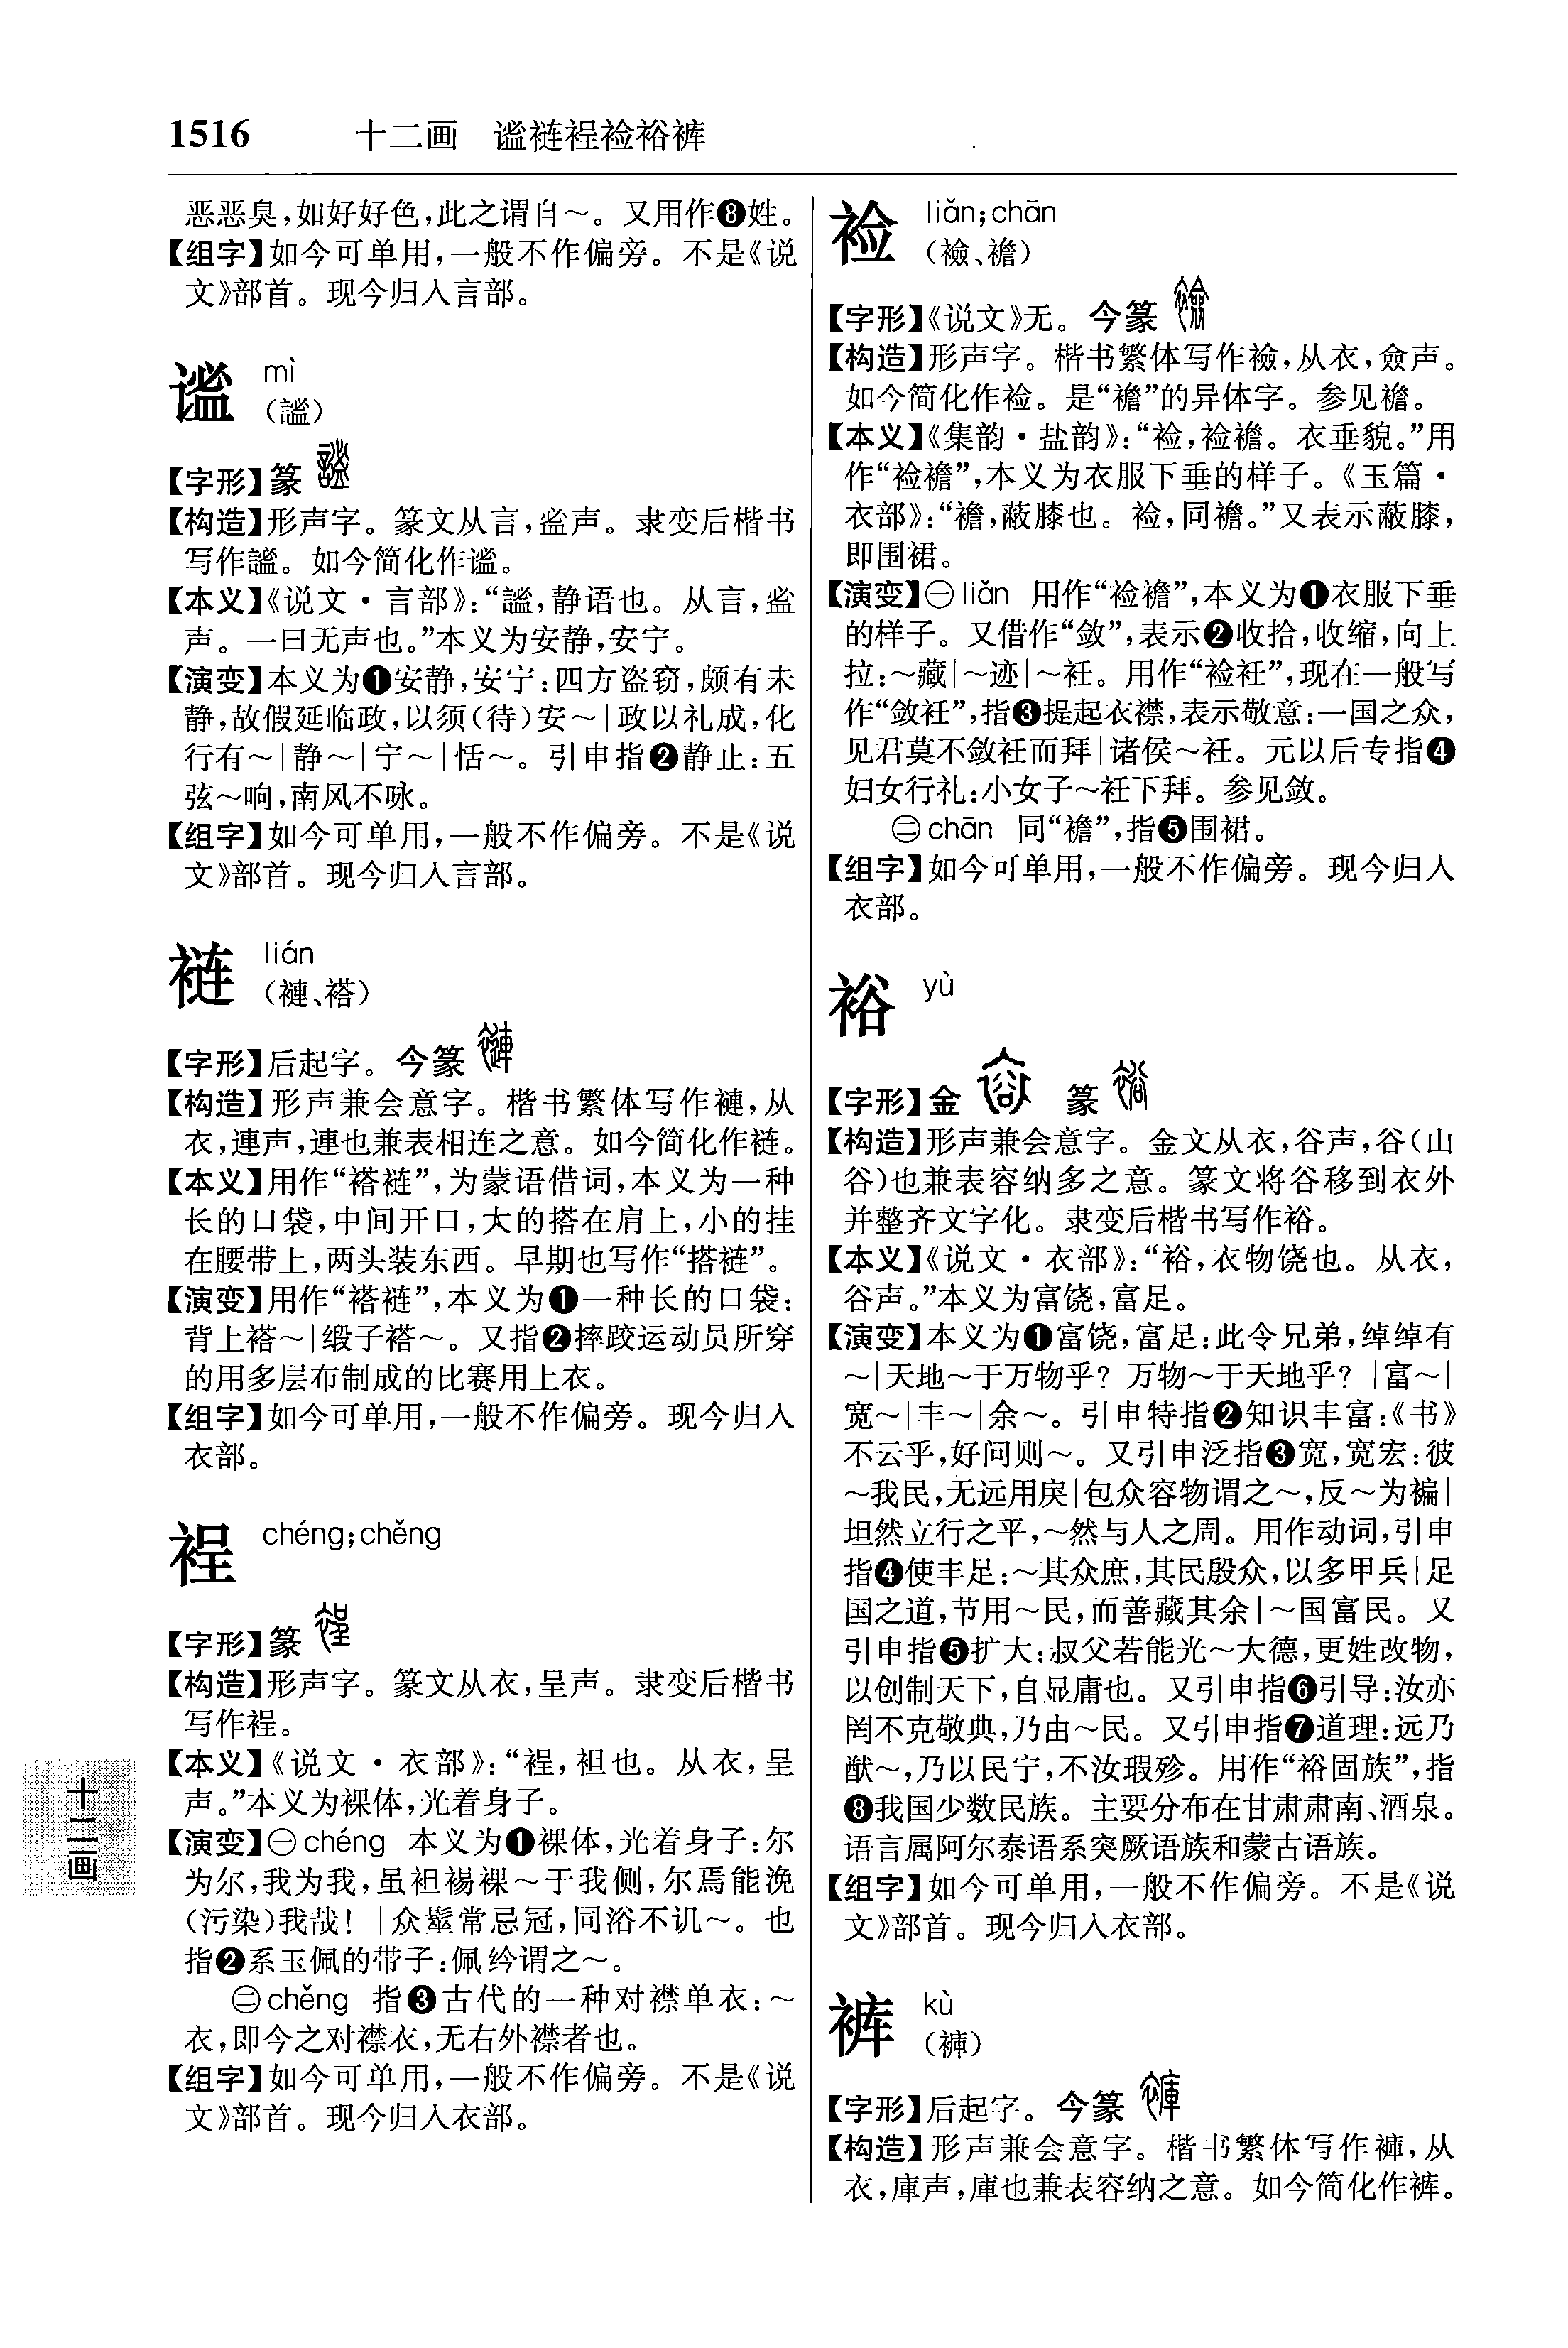 1516 十二画 谧裢裎裣裕裤
恶恶臭,如好好色,此之谓自～。又用作❽姓。
【组字】如今可单用,一般不作偏旁。不是《说
文》部首。现今归入言部。
谧 mì
(謐)
【字形】篆
【构造】形声字。篆文从言,盗声。隶变后楷书
写作謐。如今简化作谧。
【本义】《说文·言部》:“謐,静语也。从言,
声。一曰无声也。”本义为安静,安宁。
【演变】本义为❶安静,安宁:四方盗窃,颇有未
静,故假延临政,以须(待)安～|政以礼成,化
行有～|静～|宁～|恬～。引申指❷静止:五
弦～响,南风不咏。
【组字】如今可单用,一般不作偏旁。不是《说
文》部首。现今归入言部。
裢 lián
(褳、褡)
【字形】后起字。今篆
【构造】形声兼会意字。楷书繁体写作褳,从
衣,連声,連也兼表相连之意。如今简化作裢。
【本义】用作“褡裢”,为蒙语借词,本义为一种
长的口袋,中间开口,大的搭在肩上,小的挂
在腰带上,两头装东西。早期也写作“搭裢”。
【演变】用作“褡裢”,本义为❶一种长的口袋:
背上褡～|缎子褡～。又指❷摔跤运动员所穿
的用多层布制成的比赛用上衣。
【组字】如今可单用,一般不作偏旁。现今归入
衣部。
裎 chéng;chěng
【字形】篆
【构造】形声字。篆文从衣,呈声。隶变后楷书
写作裎。
【本义】《说文·衣部》:“裎,袒也。从衣,呈
声。”本义为裸体,光着身子。
【演变】㊀chéng 本义为❶裸体,光着身子:尔
为尔,我为我,虽袒裼裸～于我侧,尔焉能浼
(污染)我哉!|众鬈常忌冠,同浴不讥～。也
指❷系玉佩的带子:佩紟谓之～。
㊁chěng 指❸古代的一种对襟单衣:～
衣,即今之对襟衣,无右外襟者也。
【组字】如今可单用,一般不作偏旁。不是《说
文》部首。现今归入衣部。
裣 liǎn;chān
(襝、襜)
【字形】《说文》无。今篆
【构造】形声字。楷书繁体写作襝,从衣,僉声。
如今简化作裣。是“襜”的异体字。参见襜。
【本义】《集韵·盐韵》:“裣,裣襜。衣垂貌。”用
作“裣襜”,本义为衣服下垂的样子。《玉篇·
衣部》:“襜,蔽膝也。裣,同襜。”又表示蔽膝,
即围裙。
【演变】㊀liǎn 用作“裣襜”,本义为❶衣服下垂
的样子。又借作“敛”,表示❷收拾,收缩,向上
拉:～藏|～迹|～衽。用作“裣衽”,现在一般写
作“敛衽”,指❸提起衣襟,表示敬意:一国之众,
见君莫不敛衽而拜|诸侯～衽。元以后专指❹
妇女行礼:小女子～衽下拜。参见敛。
㊁chān 同“襜”,指❺围裙。
【组字】如今可单用,一般不作偏旁。现今归入
衣部。
裕 yù
【字形】金 篆
【构造】形声兼会意字。金文从衣,谷声,谷(山
谷)也兼表容纳多之意。篆文将谷移到衣外
并整齐文字化。隶变后楷书写作裕。
【本义】《说文·衣部》:“裕,衣物饶也。从衣,
谷声。”本义为富饶,富足。
【演变】本义为❶富饶,富足:此令兄弟,绰绰有
～|天地～于万物乎?万物～于天地乎?|富～|
宽～|丰～|余～。引申特指❷知识丰富:《书》
不云乎,好问则～。又引申泛指❸宽,宽宏:彼
～我民,无远用戾|包众容物谓之～,反～为褊|
坦然立行之平,～然与人之周。用作动词,引申
指❹使丰足:～其众庶,其民殷众,以多甲兵|足
国之道,节用～民,而善藏其余|～国富民。又
引申指❺扩大:叔父若能光～大德,更姓改物,
以创制天下,自显庸也。又引申指❻引导:汝亦
罔不克敬典,乃由～民。又引申指❼道理:远乃
猷～,乃以民宁,不汝瑕殄。用作“裕固族”,指
❽我国少数民族。主要分布在甘肃肃南、酒泉。
语言属阿尔泰语系突厥语族和蒙古语族。
【组字】如今可单用,一般不作偏旁。不是《说
文》部首。现今归入衣部。
裤 kù
(褲)
【字形】后起字。今篆
【构造】形声兼会意字。楷书繁体写作褲,从
衣,庫声,庫也兼表容纳之意。如今简化作裤。
十二画